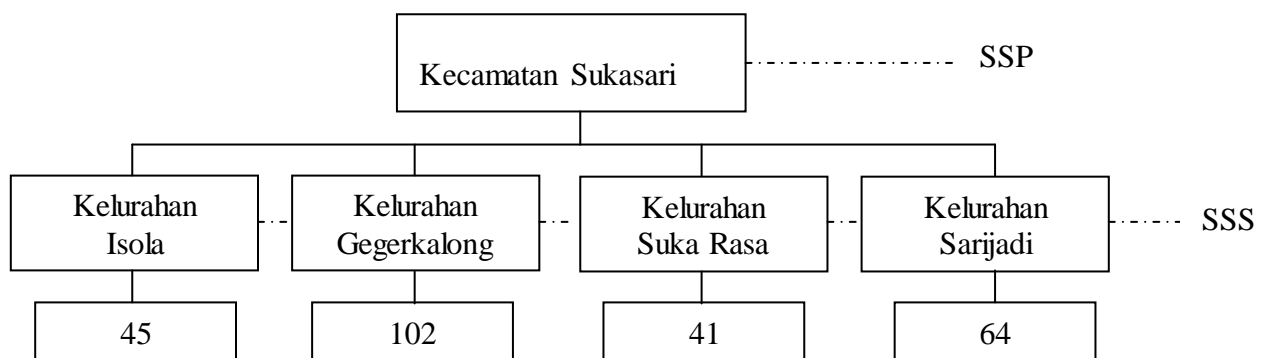 Kecamatan Sukasari
SSP
Kelurahan
Isola
Kelurahan
Gegerkalong
Kelurahan
Suka Rasa
Kelurahan
Sarijadi
SSS
45
102
41
64